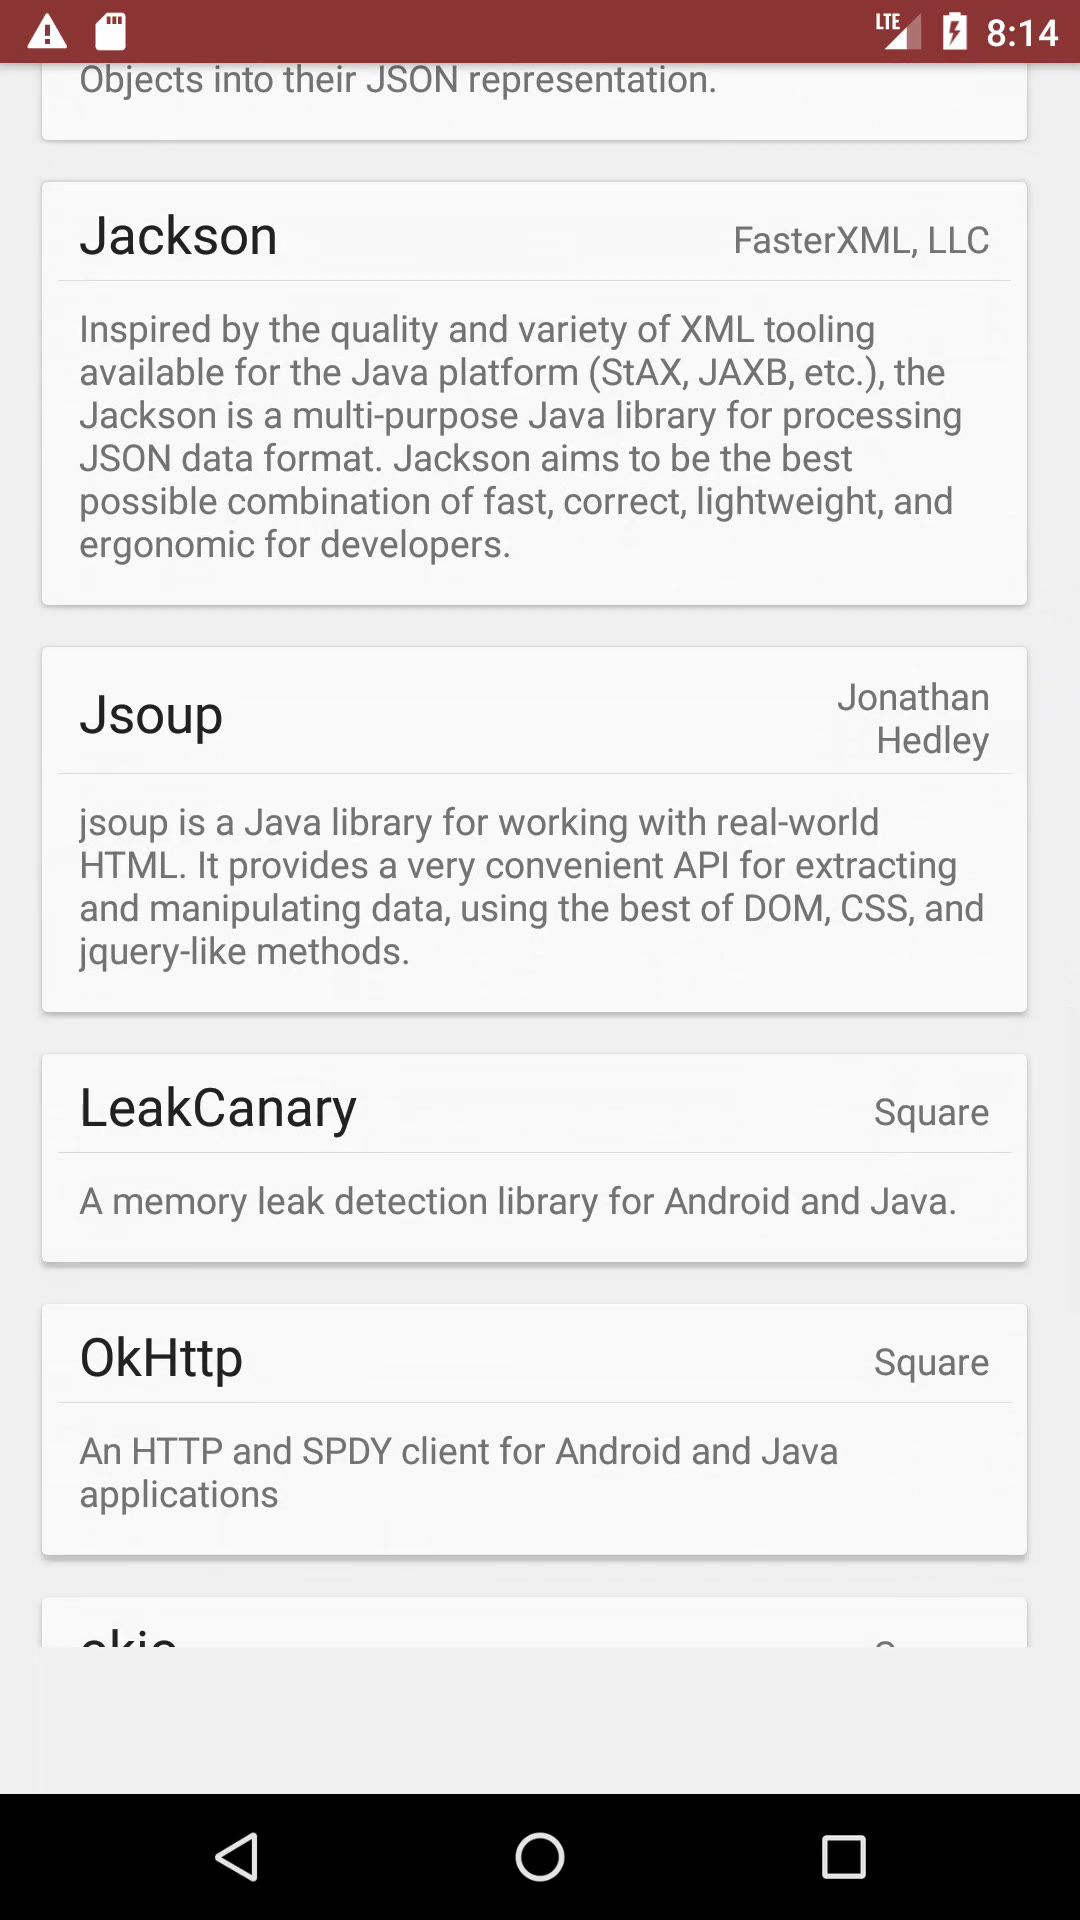 LTE 8:14
Objects into their JSON representation.
Jackson
FasterXML, LLC
Inspired by the quality and variety of XML tooling
available for the Java platform (StAX, JAXB, etc.), the
Jackson is a multi-purpose Java library for processing
JSON data format. Jackson aims to be the best
possible combination of fast, correct, lightweight, and
ergonomic for developers.
Jsoup
Jonathan
Hedley
jsoup is a Java library for working with real-world
HTML. It provides a very convenient API for extracting
and manipulating data, using the best of DOM, CSS, and
jquery-like methods.
LeakCanary
Square
A memory leak detection library for Android and Java.
OkHttp
Square
An HTTP and SPDY client for Android and Java
applications